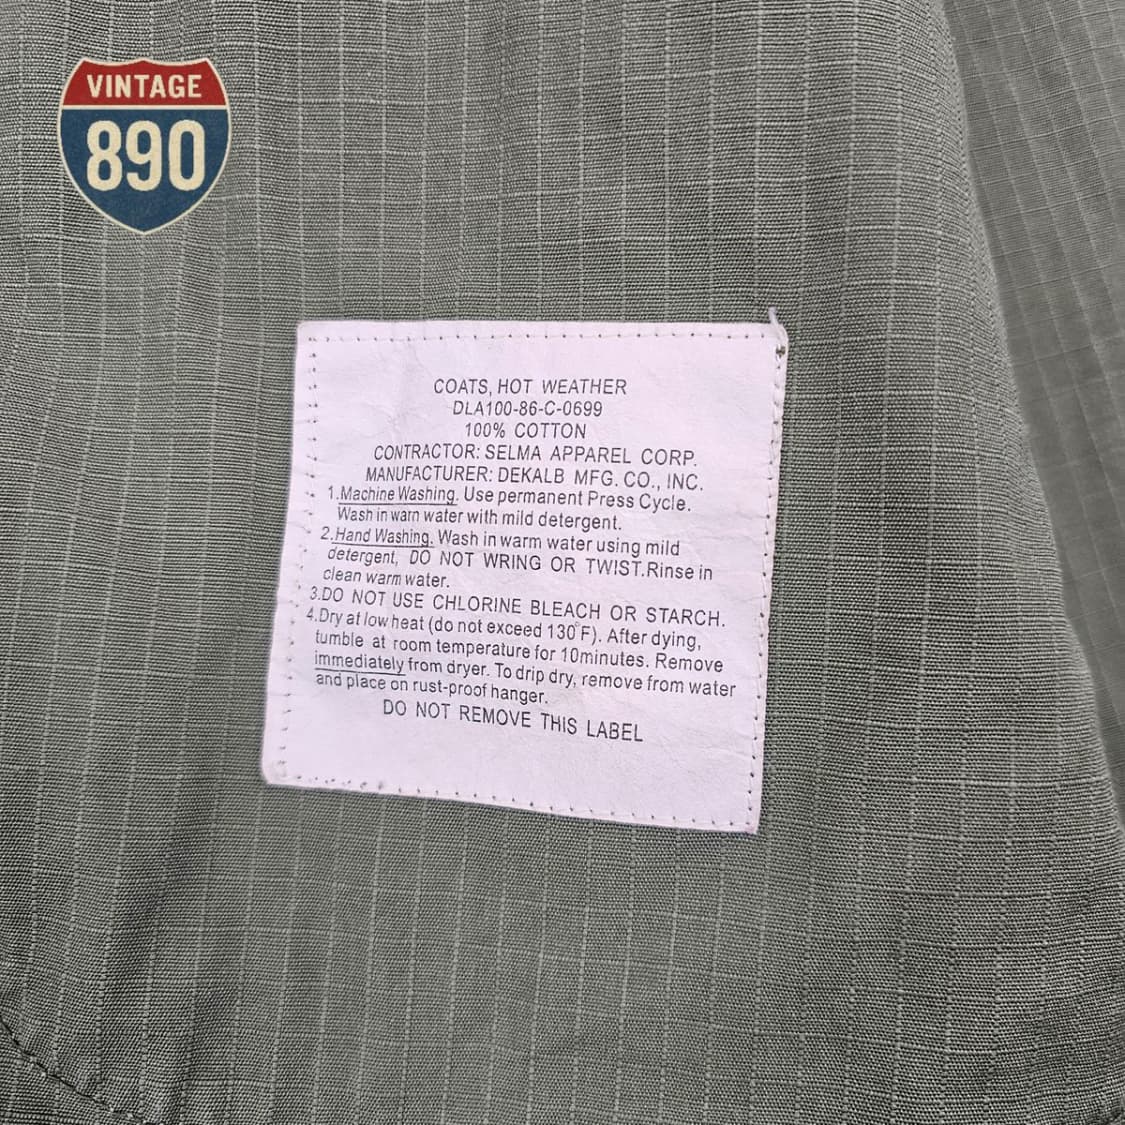 VINTAGE
890
COATS, HOT WEATHER
DLA100-86-C-0699
100% COTTON
CONTRACTOR: SELMA APPAREL CORP.
MANUFACTURER: DEKALB MFG. CO., INC.
1.Machine Washing. Use permanent Press Cycle.
Wash in warn water with mild detergent.
2.Hand Washing. Wash in warm water using mild
detergent, DO NOT WRING OR TWIST.Rinse in
clean warm water.
3.DO NOT USE CHLORINE BLEACH OR STARCH.
4.Dry at low heat (do not exceed 130°F). After dying,
tumble at room temperature for 10minutes. Remove
immediately from dryer. To drip dry, remove from water
and place on rust-proof hanger.
DO NOT REMOVE THIS LABEL